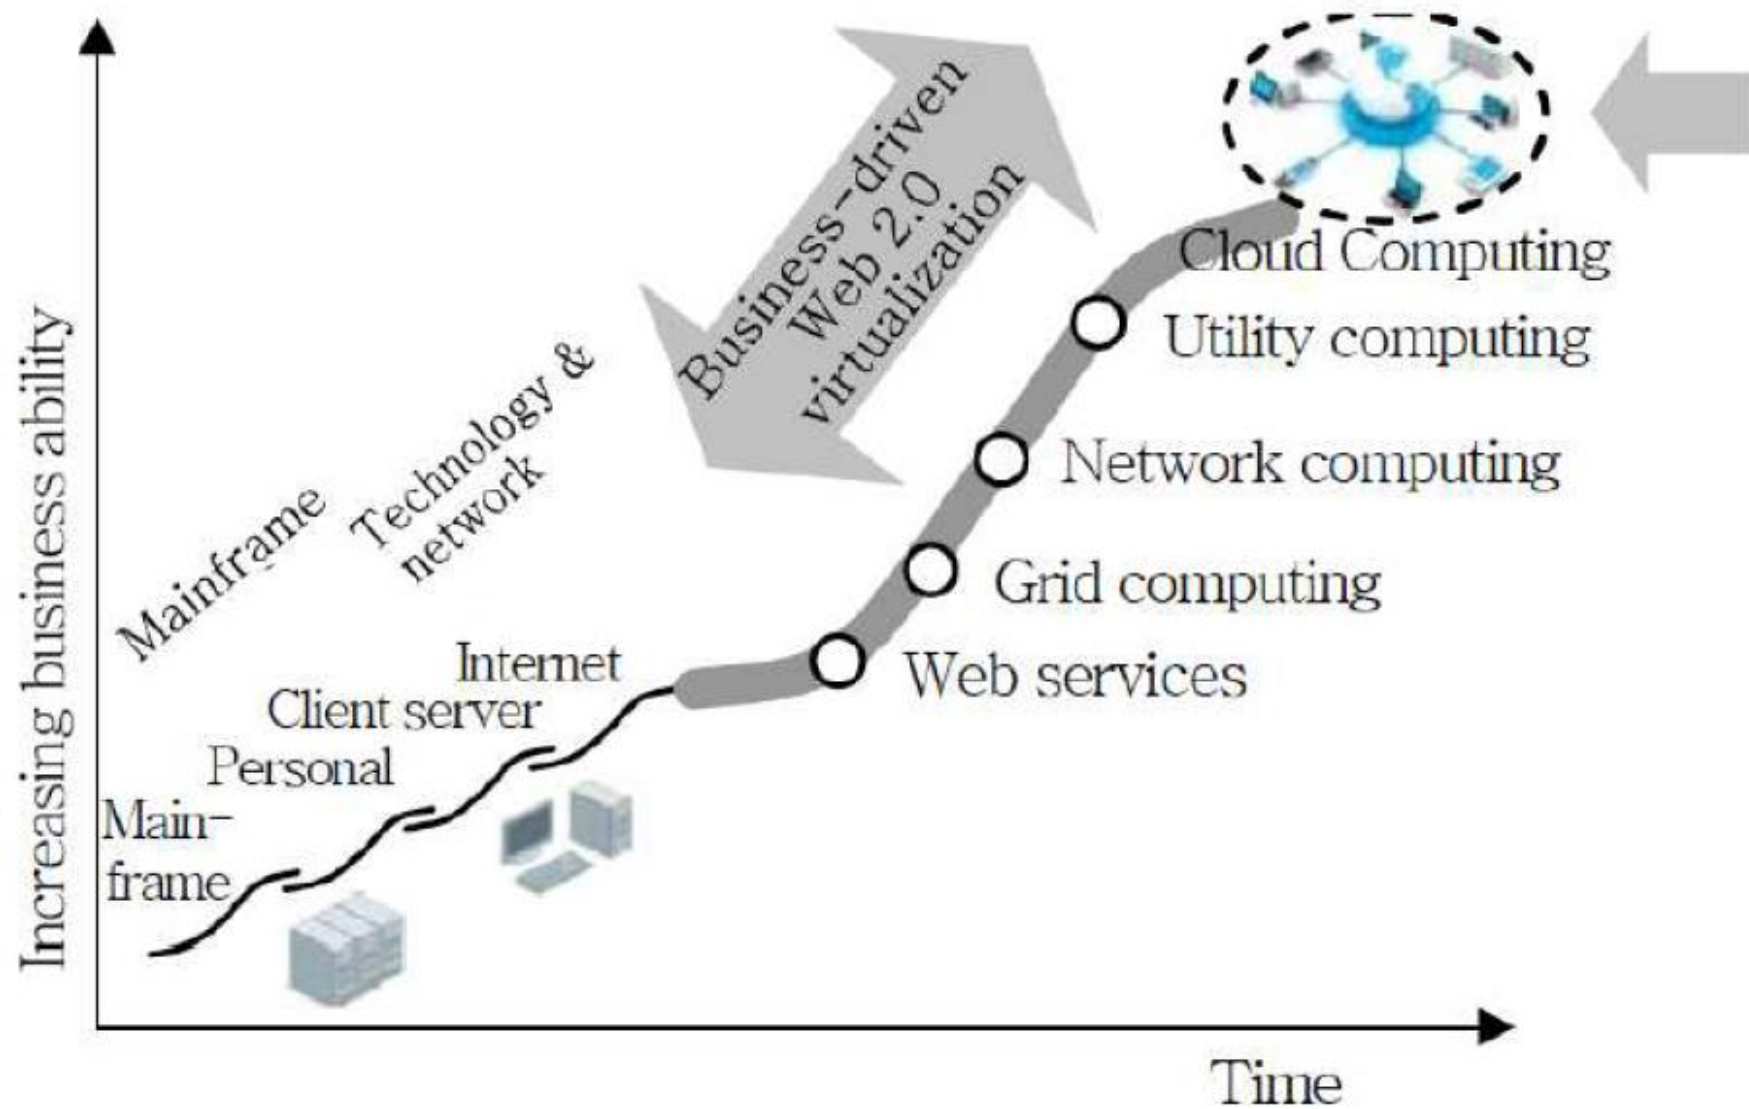 Increasing business ability
Business-driven
Web 2.0
virtualization
Cloud Computing
Utility computing
Technology &
network
Network computing
Mainframe
Grid computing
Internet
Web services
Client server
Personal
Main-
frame
Time